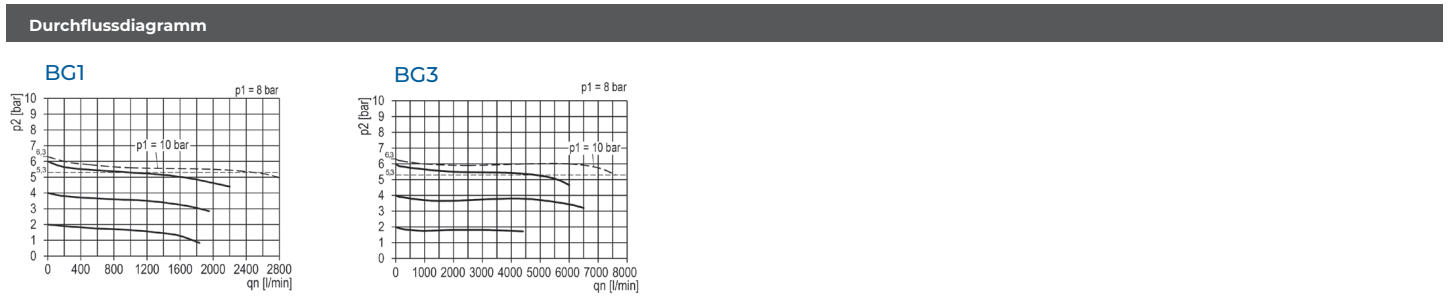 Durchflussdiagramm
BG1
p1 = 8 bar
p2 [bar]
10
9
8
7
6,3
6
5,3
5
4
3
2
1
0
p1 = 10 bar
0 400 800 1200 1600 2000 2400 2800
qn [l/min]
BG3
p1 = 8 bar
p2 [bar]
10
9
8
7
6,3
6
5,3
5
4
3
2
1
0
p1 = 10 bar
0 1000 2000 3000 4000 5000 6000 7000 8000
qn [l/min]